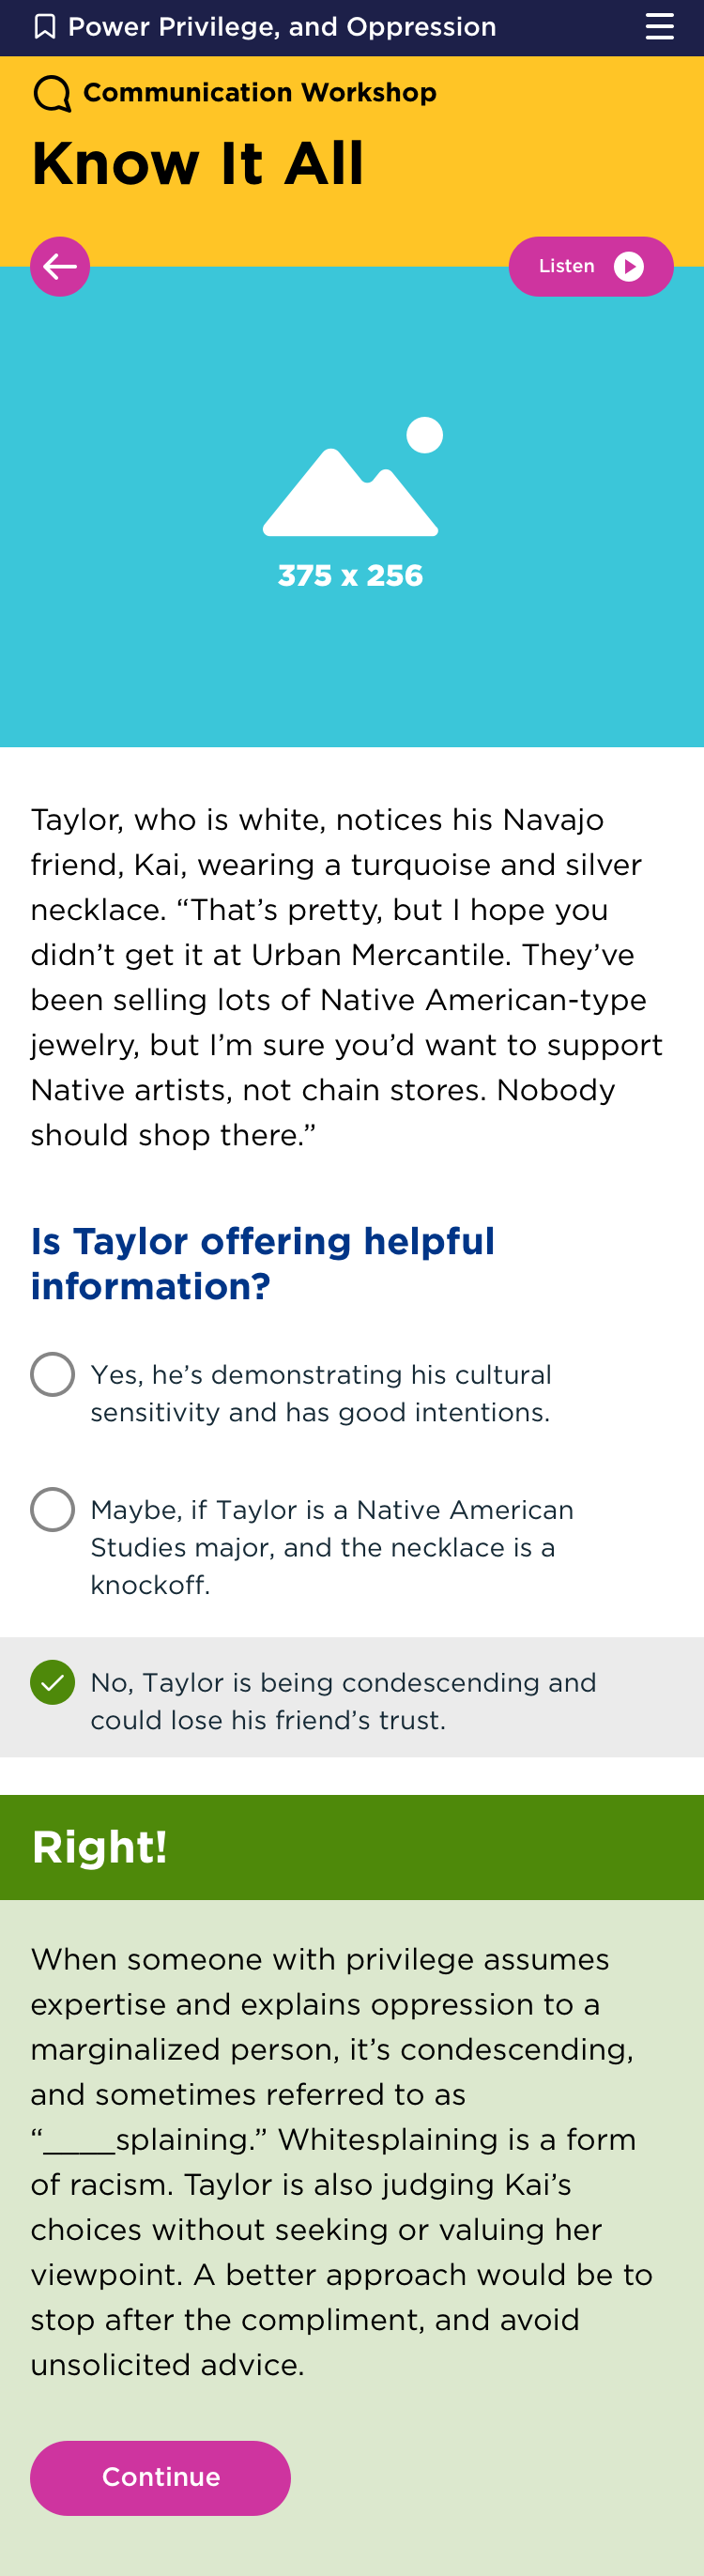 Power Privilege, and Oppression
Communication Workshop
Know It All
Listen
375 x 256
Taylor, who is white, notices his Navajo
friend, Kai, wearing a turquoise and silver
necklace. “That’s pretty, but I hope you
didn’t get it at Urban Mercantile. They’ve
been selling lots of Native American-type
jewelry, but I’m sure you’d want to support
Native artists, not chain stores. Nobody
should shop there.”
Is Taylor offering helpful
information?
Yes, he’s demonstrating his cultural
sensitivity and has good intentions.
Maybe, if Taylor is a Native American
Studies major, and the necklace is a
knockoff.
No, Taylor is being condescending and
could lose his friend’s trust.
Right!
When someone with privilege assumes
expertise and explains oppression to a
marginalized person, it’s condescending,
and sometimes referred to as
“____splaining.” Whitesplaining is a form
of racism. Taylor is also judging Kai’s
choices without seeking or valuing her
viewpoint. A better approach would be to
stop after the compliment, and avoid
unsolicited advice.
Continue